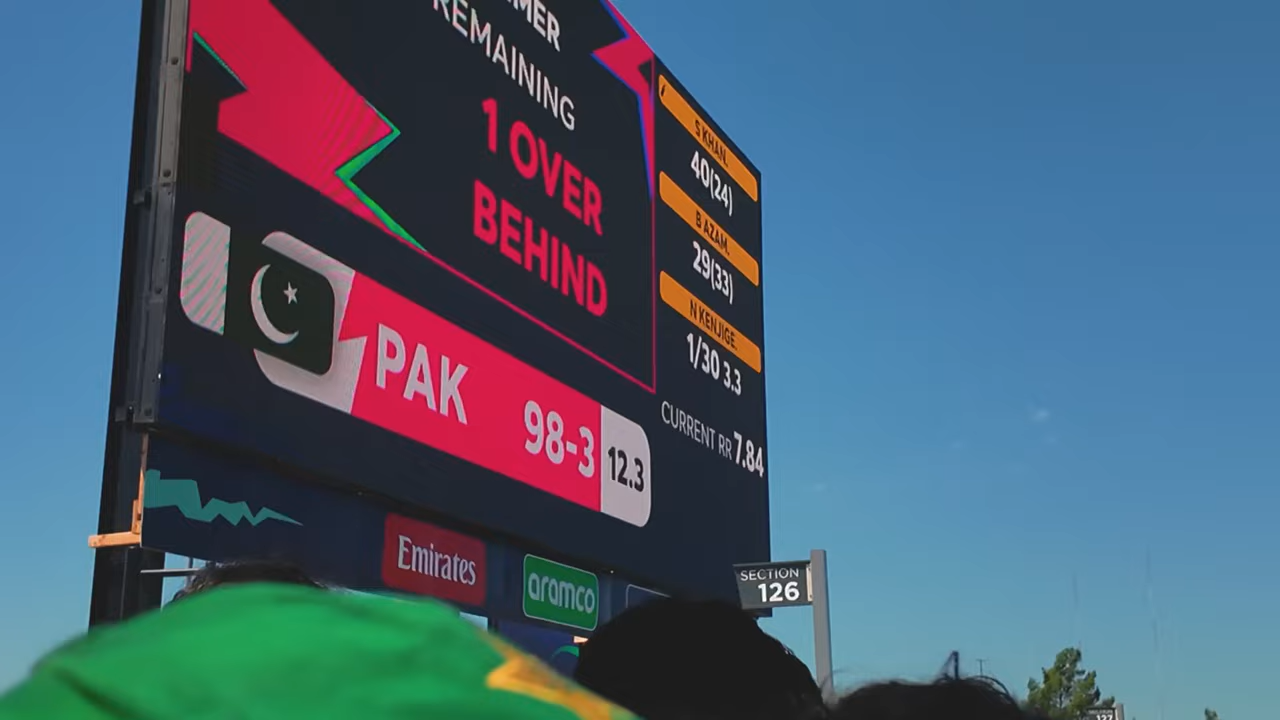 REMAINING
1 OVER
BEHIND
S KHAN.
40(24)
B AZAM.
29(33)
N KENJIGE.
1/30 3.3
CURRENT RR 7.84
PAK 98-3 12.3
Emirates
aramco
SECTION
126
127